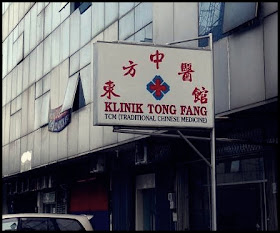 東方中醫館
KLINIK TONG FANG
TCM (TRADITIONAL CHINESE MEDICINE)